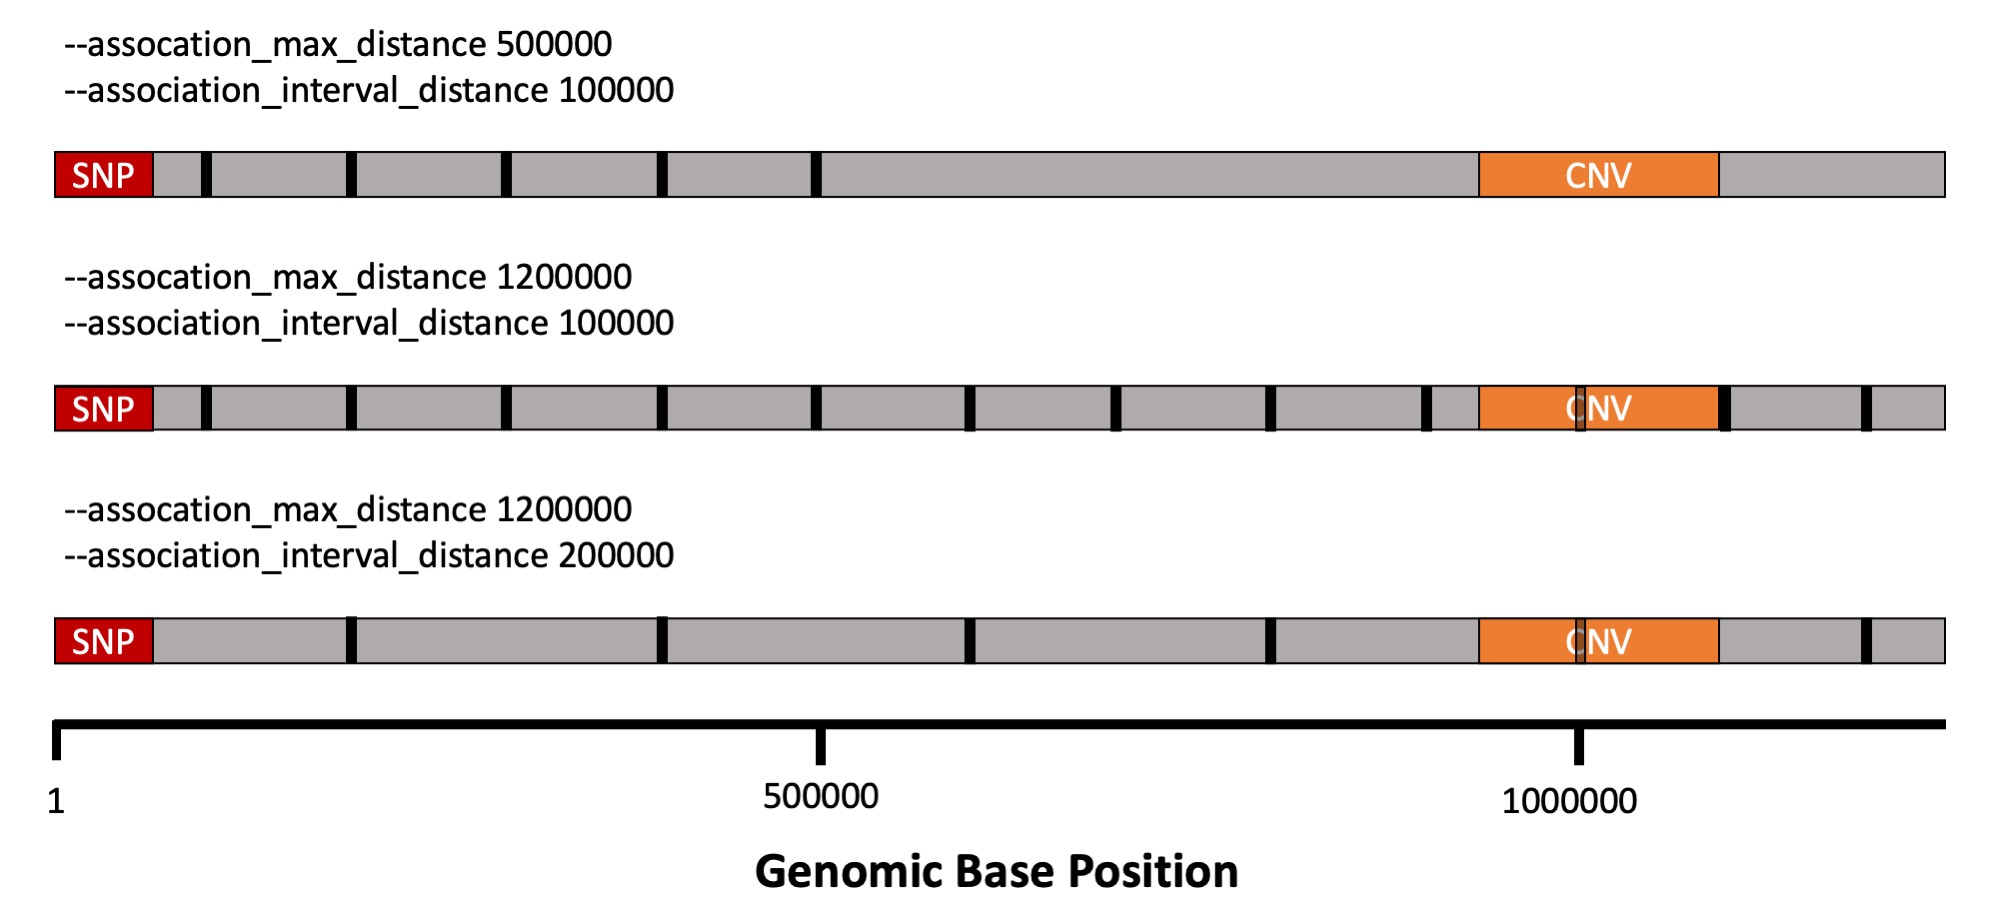 --assocation_max_distance 500000
--association_interval_distance 100000
SNP CNV
--assocation_max_distance 1200000
--association_interval_distance 100000
SNP CNV
--assocation_max_distance 1200000
--association_interval_distance 200000
SNP CNV
1 500000 1000000
Genomic Base Position